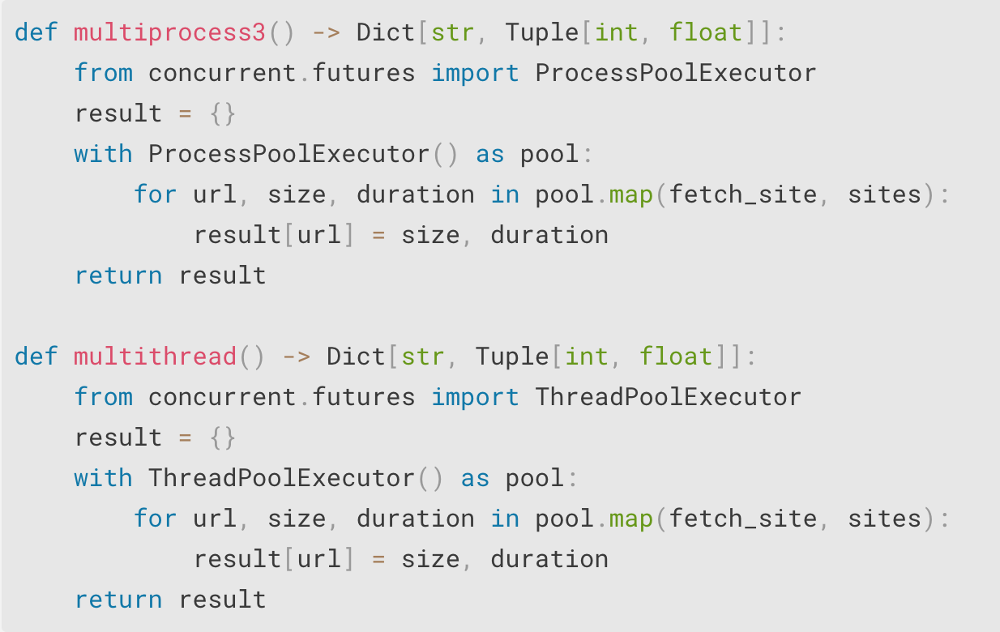 def multiprocess3() -> Dict[str, Tuple[int, float]]:
    from concurrent.futures import ProcessPoolExecutor
    result = {}
    with ProcessPoolExecutor() as pool:
        for url, size, duration in pool.map(fetch_site, sites):
            result[url] = size, duration
    return result

def multithread() -> Dict[str, Tuple[int, float]]:
    from concurrent.futures import ThreadPoolExecutor
    result = {}
    with ThreadPoolExecutor() as pool:
        for url, size, duration in pool.map(fetch_site, sites):
            result[url] = size, duration
    return result